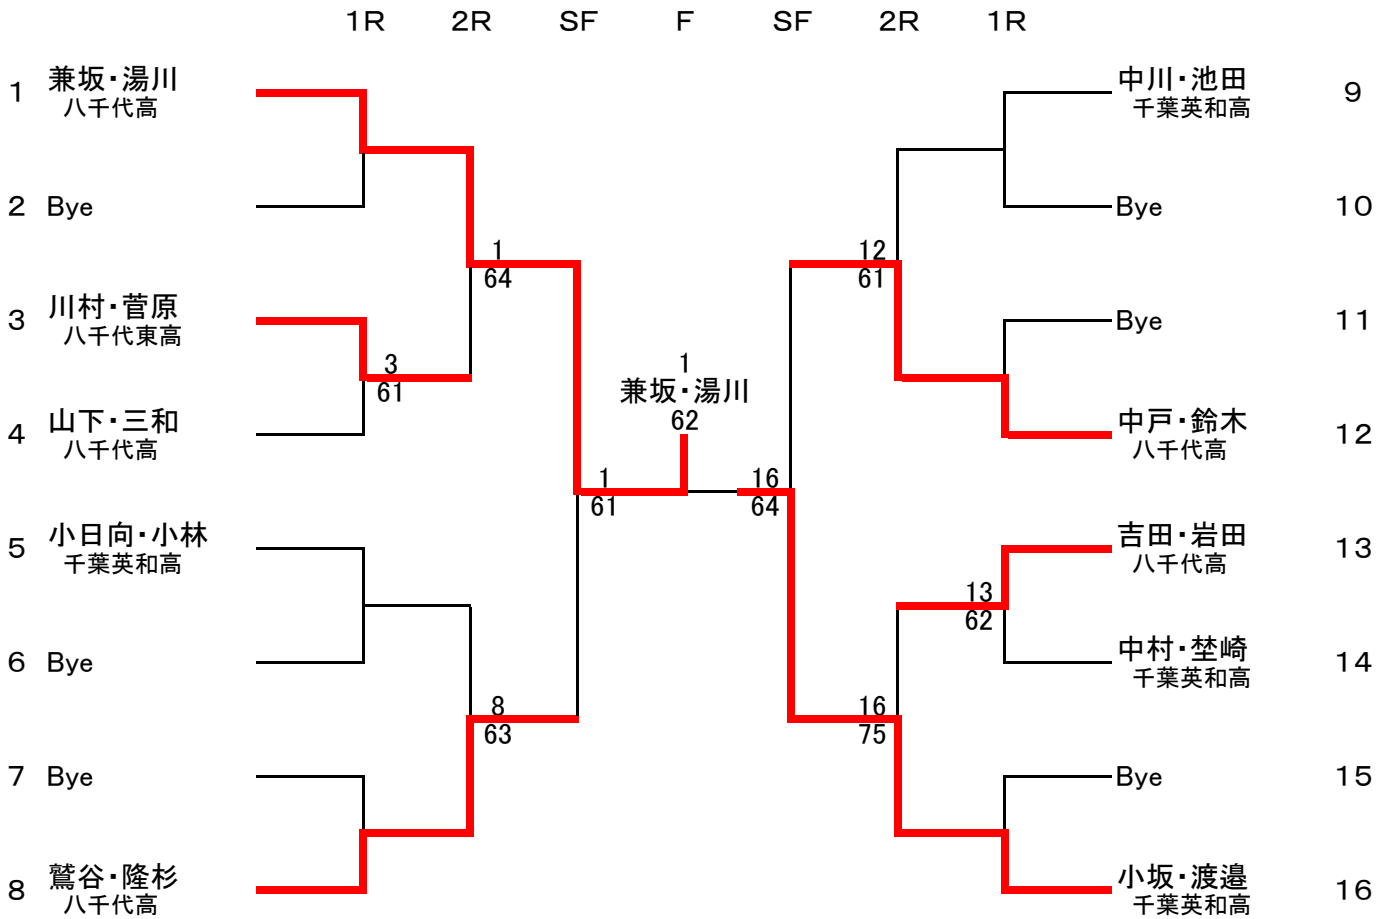 1R 2R SF F SF 2R 1R
1 兼坂・湯川
八千代高
2 Bye
3 川村・菅原
八千代東高
4 山下・三和
八千代高
5 小日向・小林
千葉英和高
6 Bye
7 Bye
8 鷲谷・隆杉
八千代高
3
61
1
64
8
63
1
61
1
兼坂・湯川
62
16
64
12
61
16
75
13
62
中川・池田 9
千葉英和高
Bye 10
Bye 11
中戸・鈴木 12
八千代高
吉田・岩田 13
八千代高
中村・埜崎 14
千葉英和高
Bye 15
小坂・渡邉 16
千葉英和高